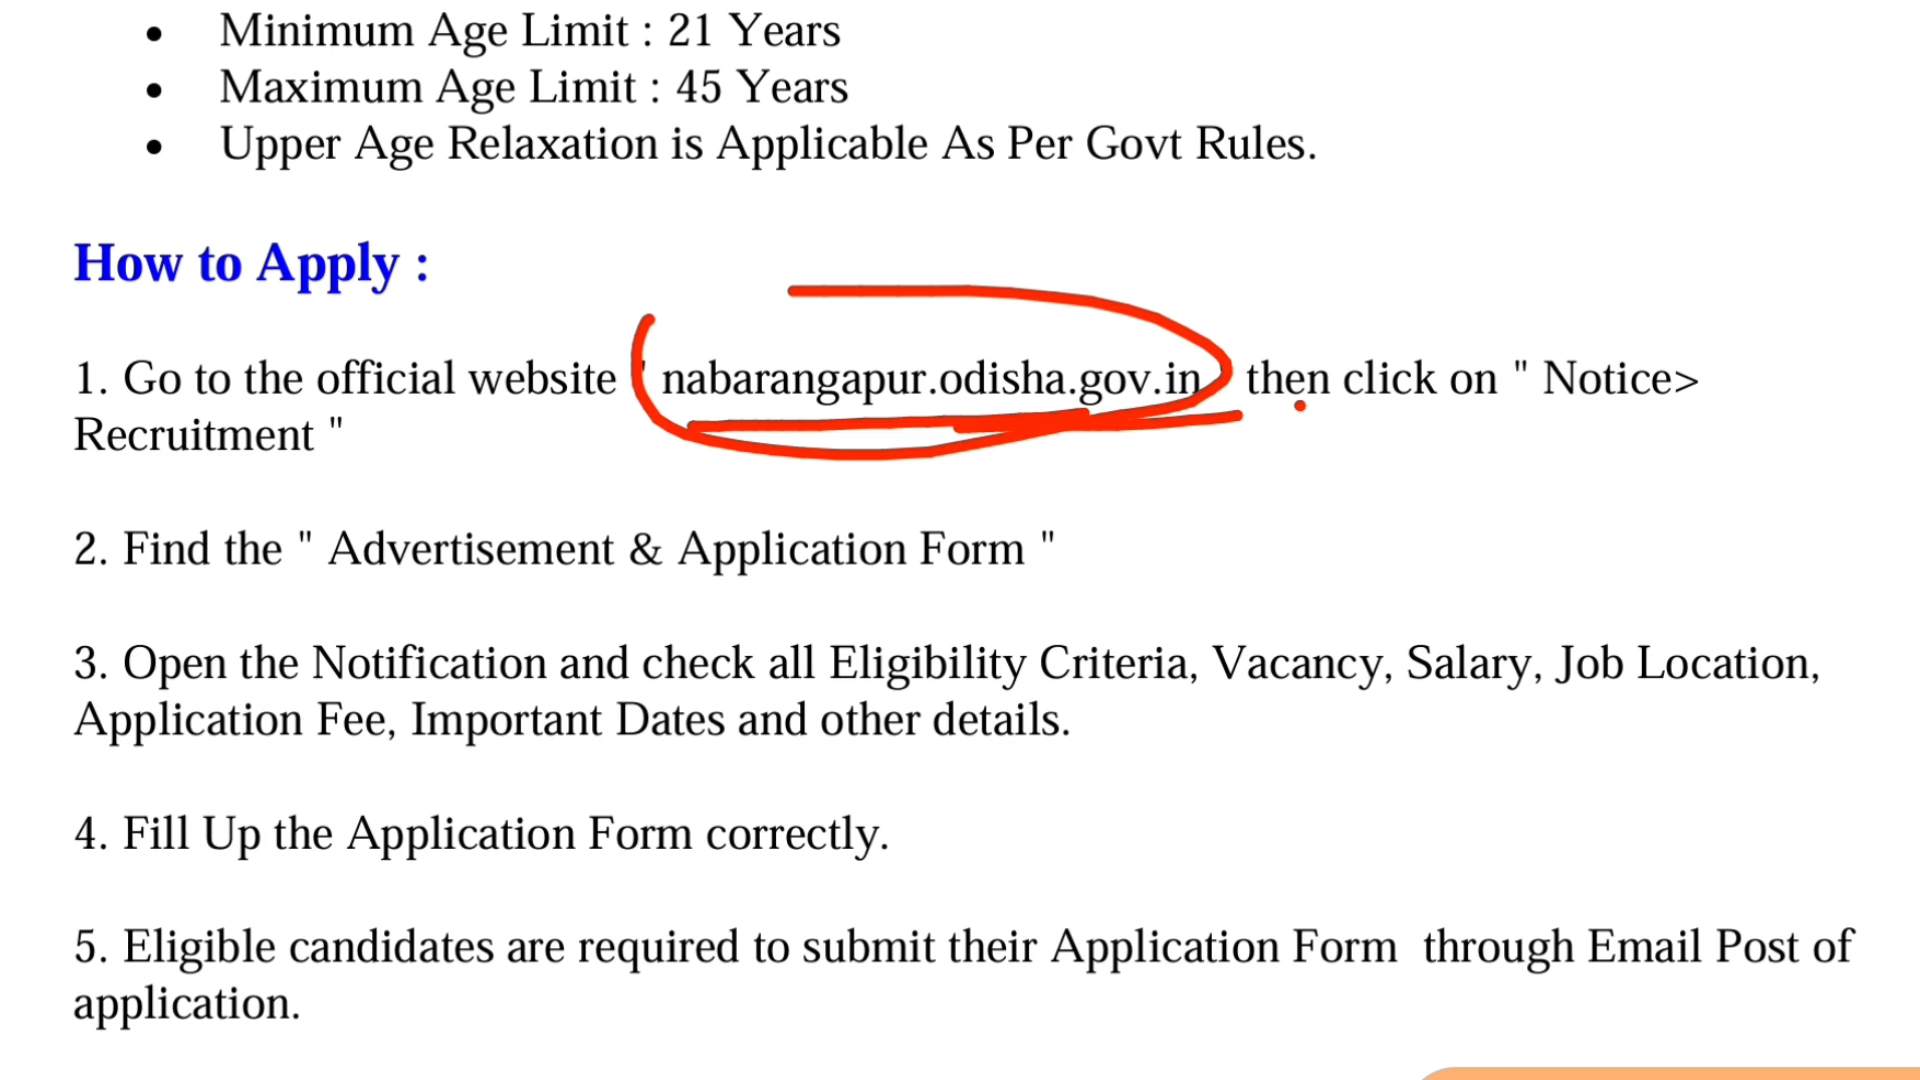 • Minimum Age Limit : 21 Years
• Maximum Age Limit : 45 Years
• Upper Age Relaxation is Applicable As Per Govt Rules.
How to Apply :
1. Go to the official website " nabarangapur.odisha.gov.in, then click on " Notice>
Recruitment "
2. Find the " Advertisement & Application Form "
3. Open the Notification and check all Eligibility Criteria, Vacancy, Salary, Job Location,
Application Fee, Important Dates and other details.
4. Fill Up the Application Form correctly.
5. Eligible candidates are required to submit their Application Form  through Email Post of
application.